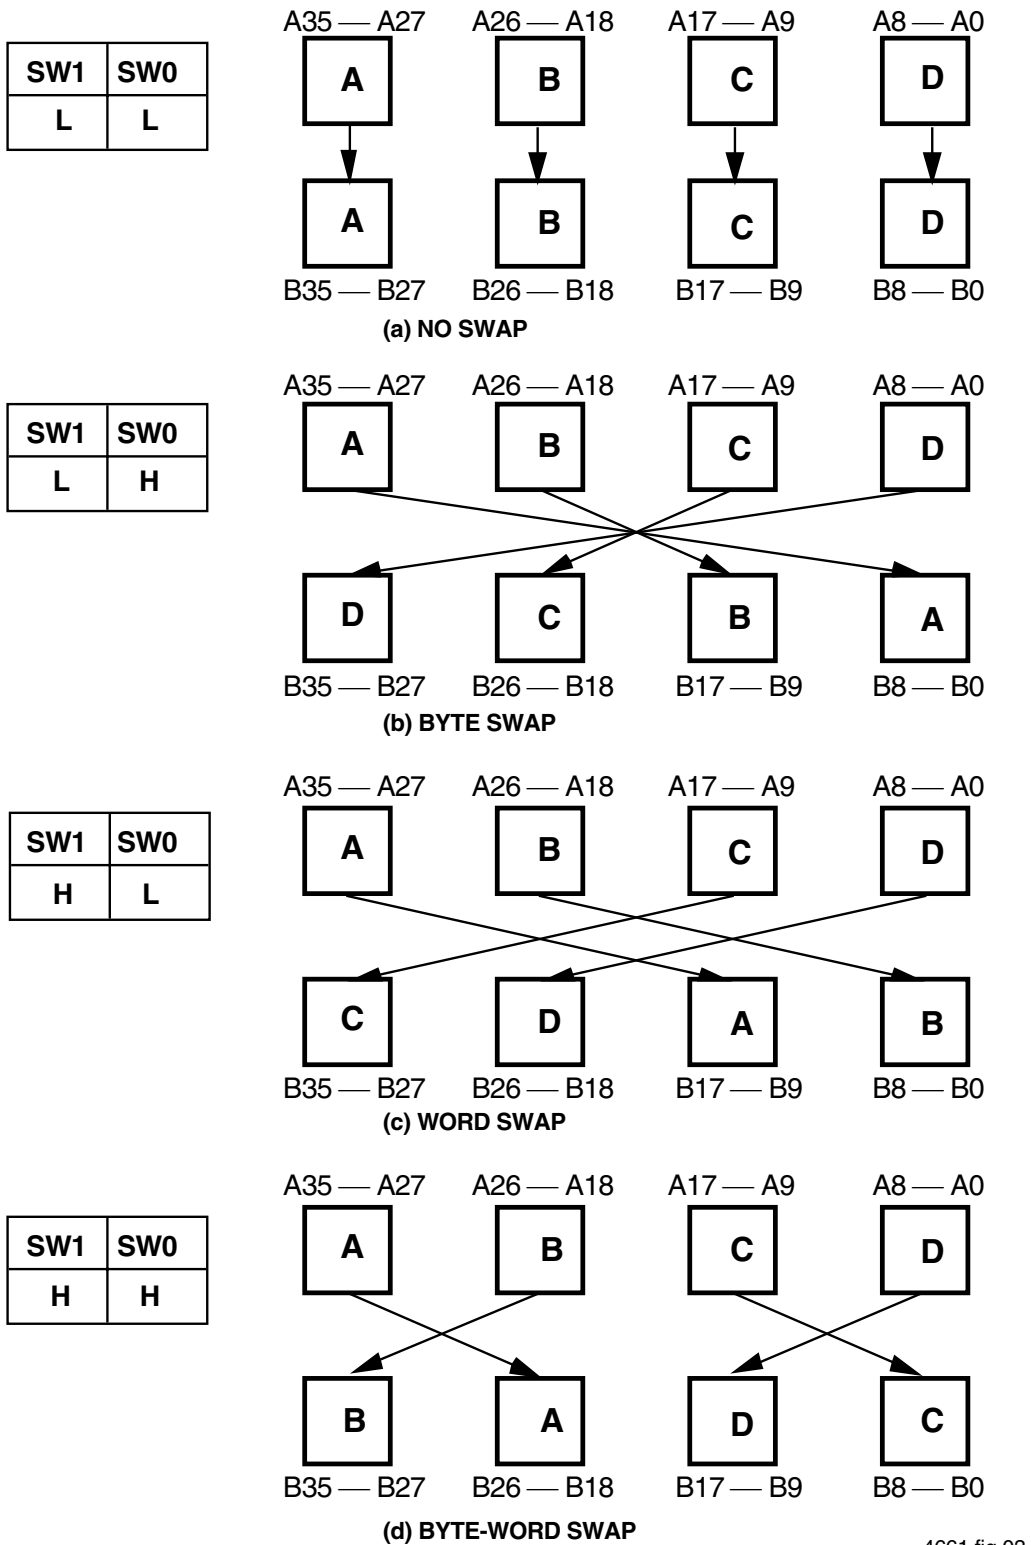 A35 — A27 A26 — A18 A17 — A9 A8 — A0
SW1 SW0
L L
A B C D
A B C D
B35 — B27 B26 — B18 B17 — B9 B8 — B0
(a) NO SWAP
A35 — A27 A26 — A18 A17 — A9 A8 — A0
SW1 SW0
L H
A B C D
D C B A
B35 — B27 B26 — B18 B17 — B9 B8 — B0
(b) BYTE SWAP
A35 — A27 A26 — A18 A17 — A9 A8 — A0
SW1 SW0
H L
A B C D
C D A B
B35 — B27 B26 — B18 B17 — B9 B8 — B0
(c) WORD SWAP
A35 — A27 A26 — A18 A17 — A9 A8 — A0
SW1 SW0
H H
A B C D
B A D C
B35 — B27 B26 — B18 B17 — B9 B8 — B0
(d) BYTE-WORD SWAP